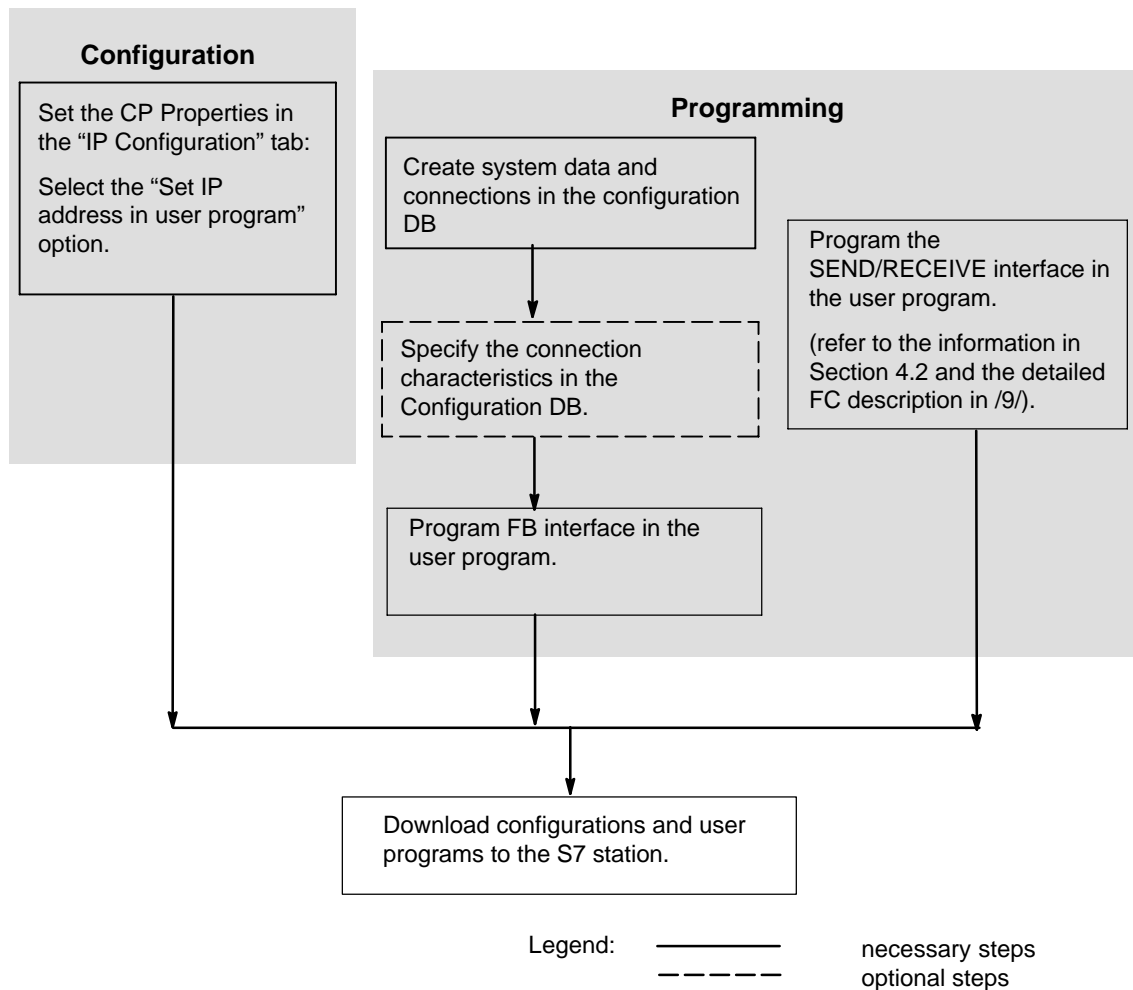 Configuration
Set the CP Properties in
the “IP Configuration” tab:
Select the “Set IP
address in user program”
option.
Programming
Create system data and
connections in the configuration
DB
Specify the connection
characteristics in the
Configuration DB.
Program FB interface in the
user program.
Program the
SEND/RECEIVE interface in
the user program.
(refer to the information in
Section 4.2 and the detailed
FC description in /9/).
Download configurations and user
programs to the S7 station.
Legend:
necessary steps
optional steps